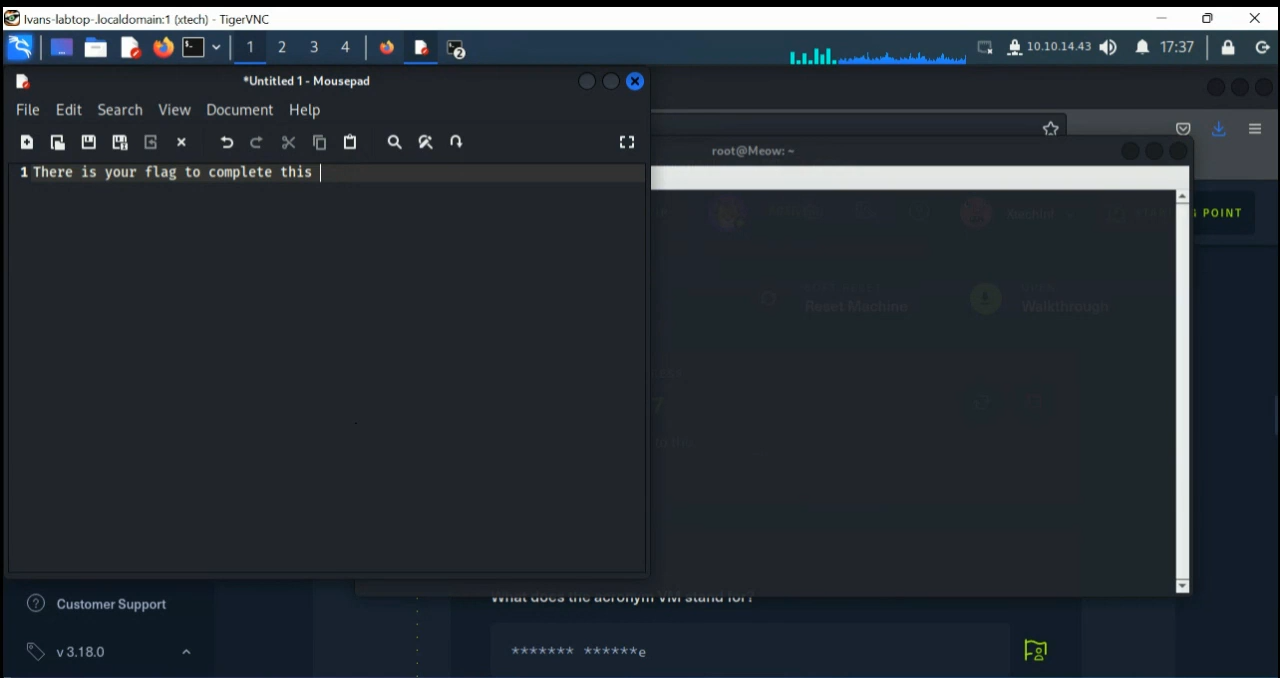 Ivans-labtop-.localdomain:1 (xtech) - TigerVNC
1 2 3 4
10.10.14.43 17:37
*Untitled 1 - Mousepad
File Edit Search View Document Help
root@Meow: ~
1 There is your flag to complete this
POINT
Reset Machine
Walkthrough
What does the acronym VM stand for?
Customer Support
v 3.18.0
******* ******e